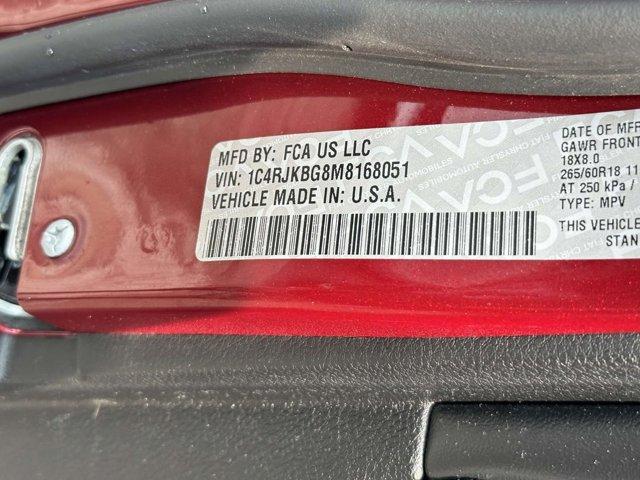 MFD BY: FCA US LLC
VIN: 1C4RJKBG8M8168051
VEHICLE MADE IN: U.S.A.
DATE OF MFR
GAWR FRONT
18X8.0
265/60R18 11
AT 250 kPa /
TYPE: MPV
THIS VEHICLE
STAN